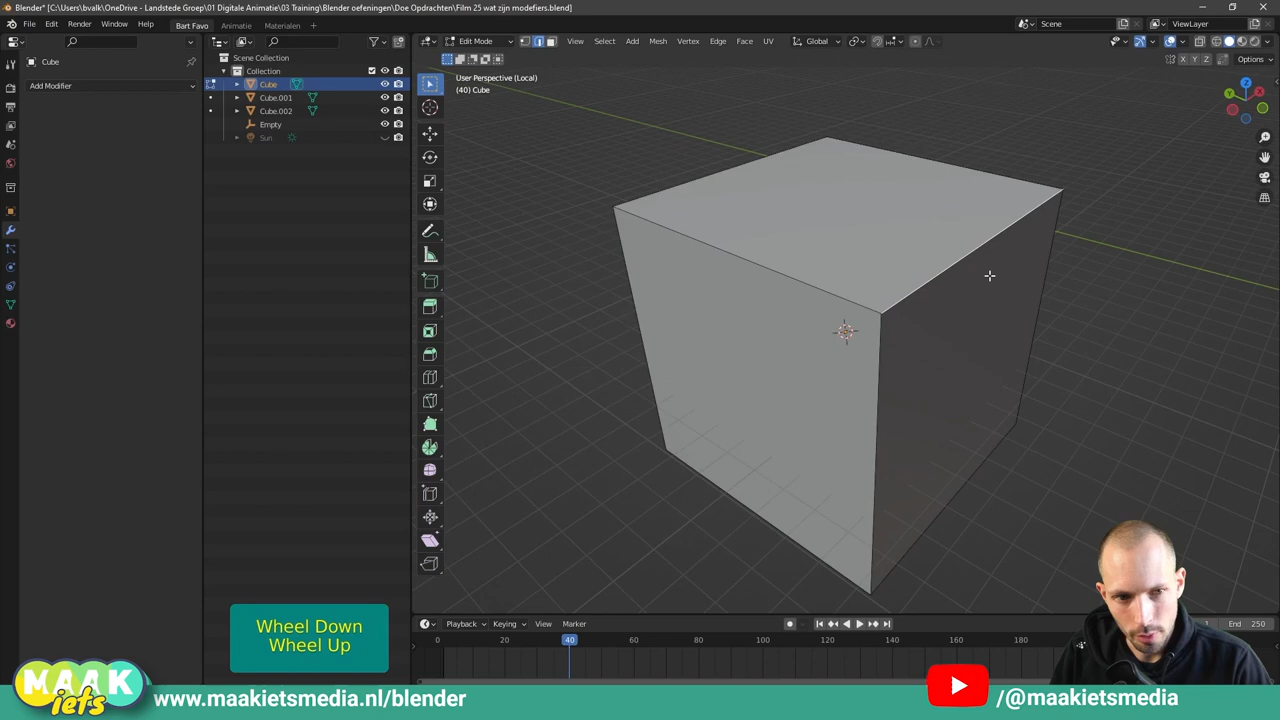 Blender* [C:\Users\bvalk\OneDrive - Landstede Groep\01 Digitale Animatie\03 Training\Blender oefeningen\Doe Opdrachten\Film 25 wat zijn modefiers.blend]
File Edit Render Window Help Bart Favo Animatie Materialen + Scene ViewLayer
Edit Mode View Select Add Mesh Vertex Edge Face UV Global
X Y Z Options
Cube
Add Modifier
Scene Collection
Collection
Cube
Cube.001
Cube.002
Empty
Sun
User Perspective (Local)
(40) Cube
Z
Y
X
Wheel Down
Wheel Up
Playback Keying View Marker 1 End 250
0 20 40 60 80 100 120 140 160 180
MAAK
iets
www.maakietsmedia.nl/blender
/@maakietsmedia